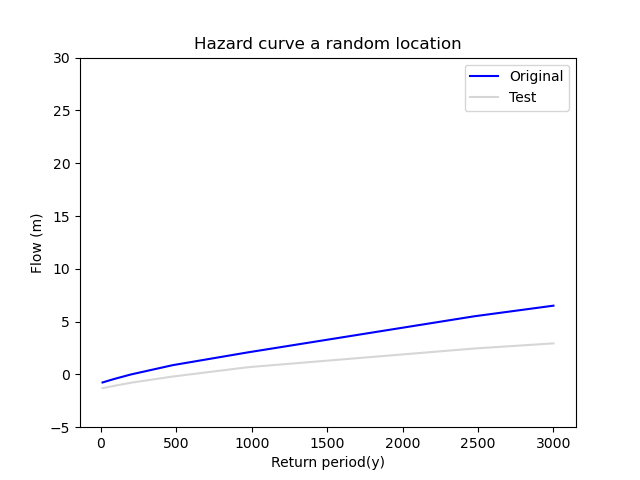 Hazard curve a random location
Original
Test
30
25
20
15
10
5
0
−5
Flow (m)
0 500 1000 1500 2000 2500 3000
Return period(y)